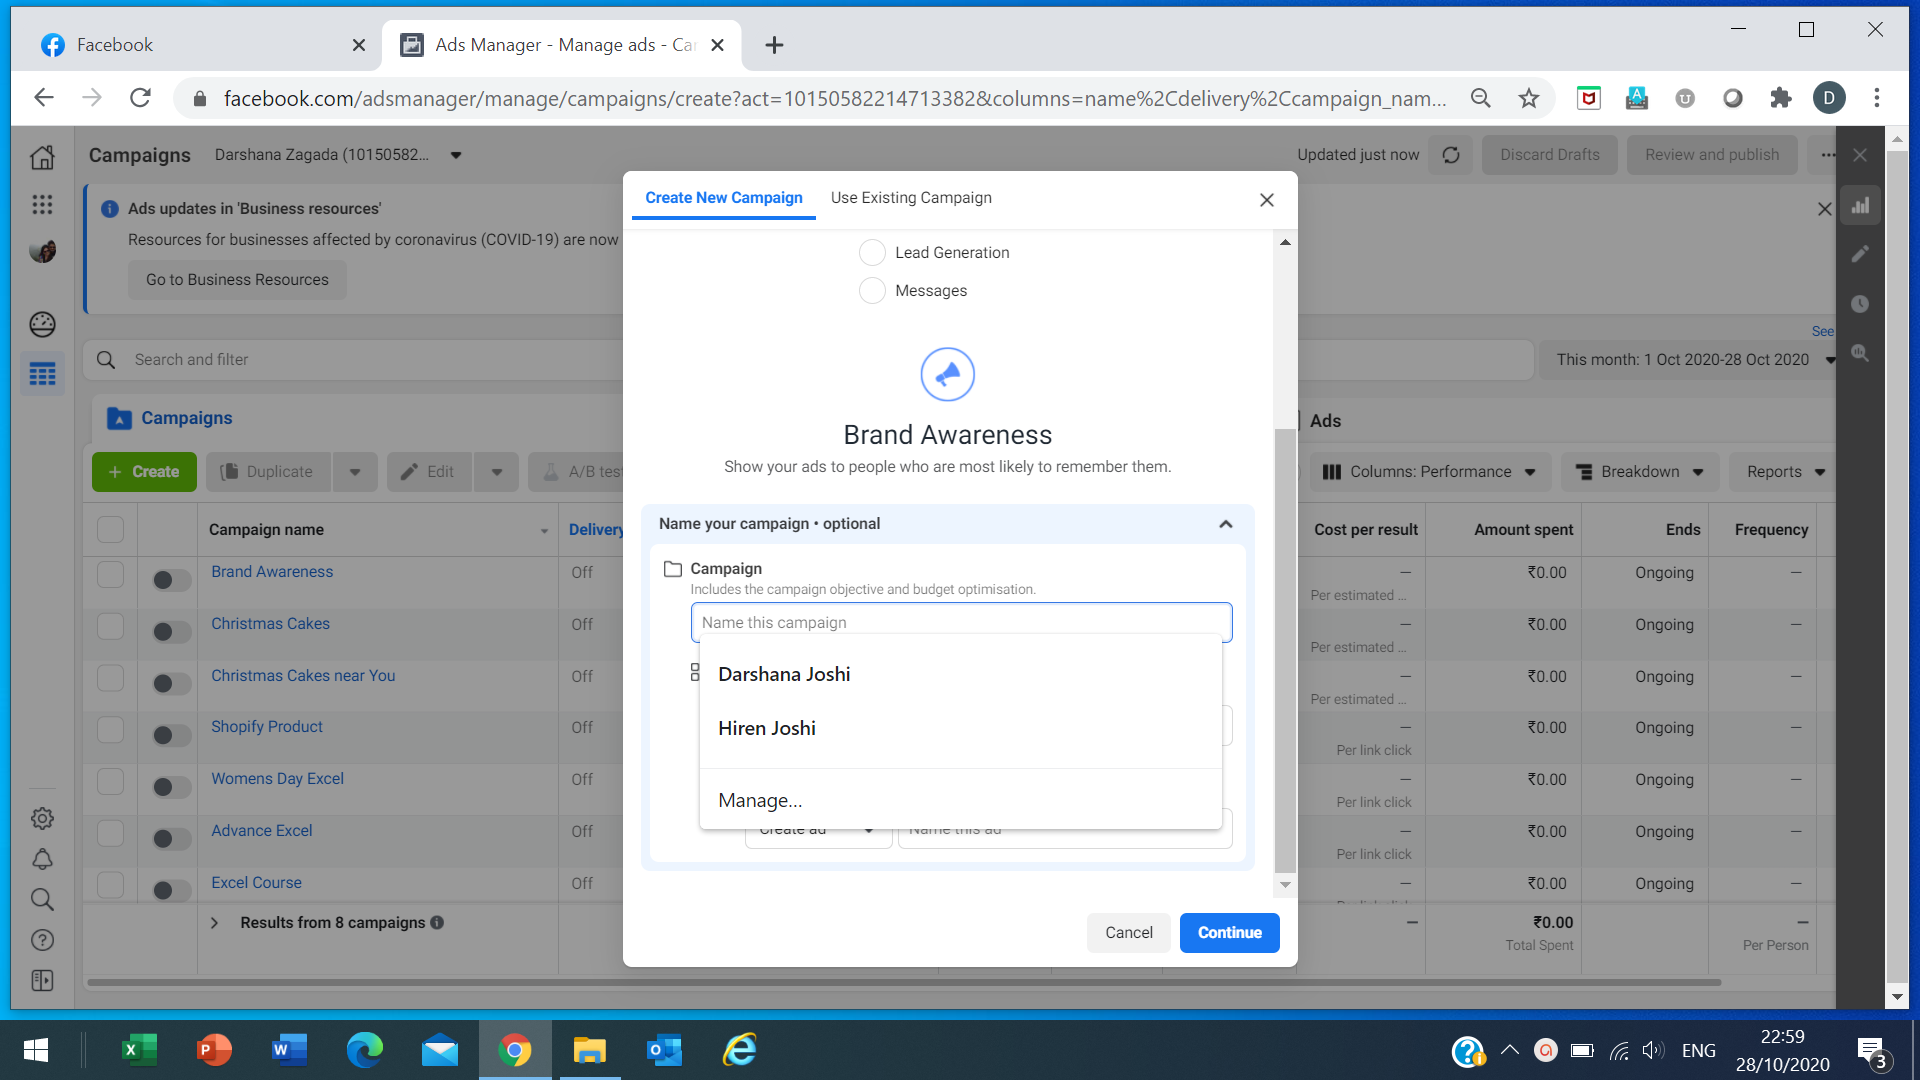 Facebook
Ads Manager - Manage ads - Ca
facebook.com/adsmanager/manage/campaigns/create?act=10150582214713382&columns=name%2Cdelivery%2Ccampaign_nam...
D
Campaigns
Darshana Zagada (10150582...
Updated just now
Discard Drafts
Review and publish
Ads updates in 'Business resources'
Resources for businesses affected by coronavirus (COVID-19) are now
Go to Business Resources
See
Search and filter
This month: 1 Oct 2020-28 Oct 2020
Campaigns
Ads
+ Create
Duplicate
Edit
A/B test
Columns: Performance
Breakdown
Reports
Campaign name
Delivery
Cost per result
Amount spent
Ends
Frequency
Brand Awareness
Off
—
Per estimated ...
₹0.00
Ongoing
—
Christmas Cakes
Off
—
Per estimated ...
₹0.00
Ongoing
—
Christmas Cakes near You
Off
—
Per estimated ...
₹0.00
Ongoing
—
Shopify Product
Off
—
Per link click
₹0.00
Ongoing
—
Womens Day Excel
Off
—
Per link click
₹0.00
Ongoing
—
Advance Excel
Off
—
Per link click
₹0.00
Ongoing
—
Excel Course
Off
—
₹0.00
Ongoing
—
Results from 8 campaigns
—
₹0.00
Total Spent
—
Per Person
Create New Campaign
Use Existing Campaign
Lead Generation
Messages
Brand Awareness
Show your ads to people who are most likely to remember them.
Name your campaign • optional
Campaign
Includes the campaign objective and budget optimisation.
Name this campaign
Darshana Joshi
Hiren Joshi
Manage...
Create ad
Name this ad
Cancel
Continue
ENG
22:59
28/10/2020
3